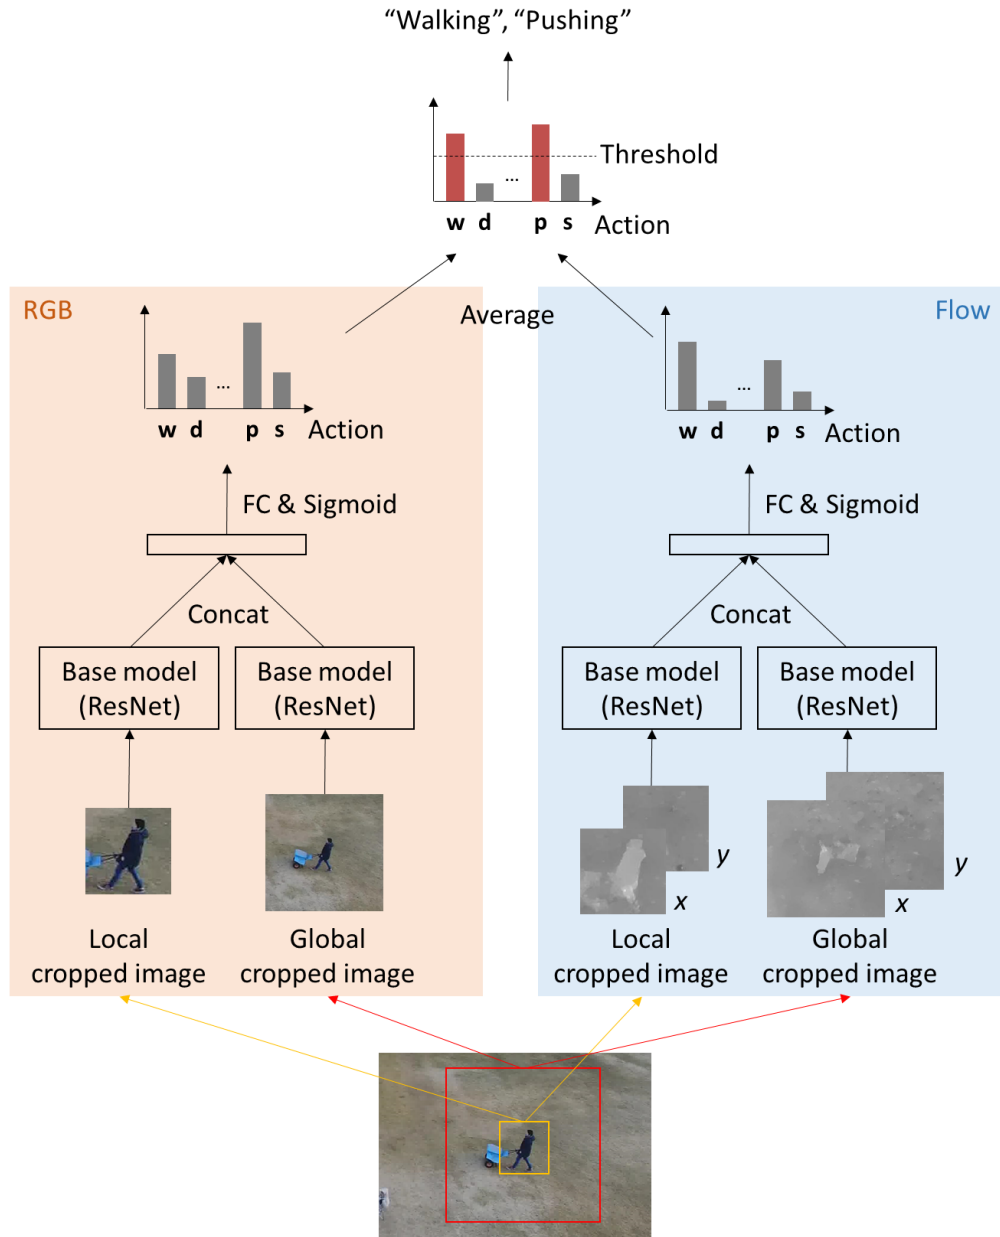 “Walking”, “Pushing”
Threshold
...
w d p s Action
RGB
Average
Flow
...
w d p s Action
...
w d p s Action
FC & Sigmoid
FC & Sigmoid
Concat
Concat
Base model
(ResNet)
Base model
(ResNet)
Base model
(ResNet)
Base model
(ResNet)
y
x
y
x
Local
cropped image
Global
cropped image
Local
cropped image
Global
cropped image